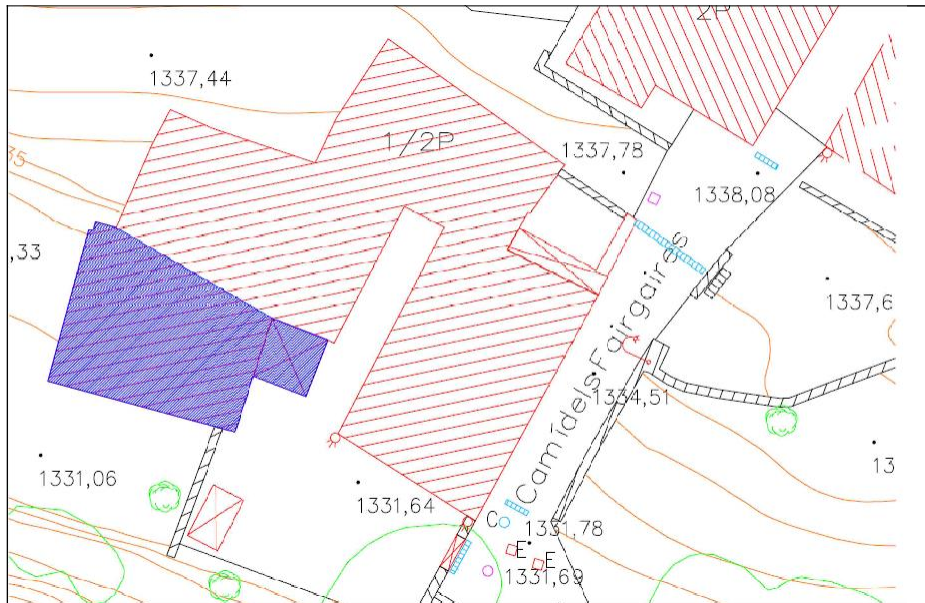 2P
1337,44
1/2P
1337,78
1338,08
35
,33
1337,6
Camí dels Fairgaires
1334,51
1331,06
1331,64
13
C
1331,78
E
E
1331,69